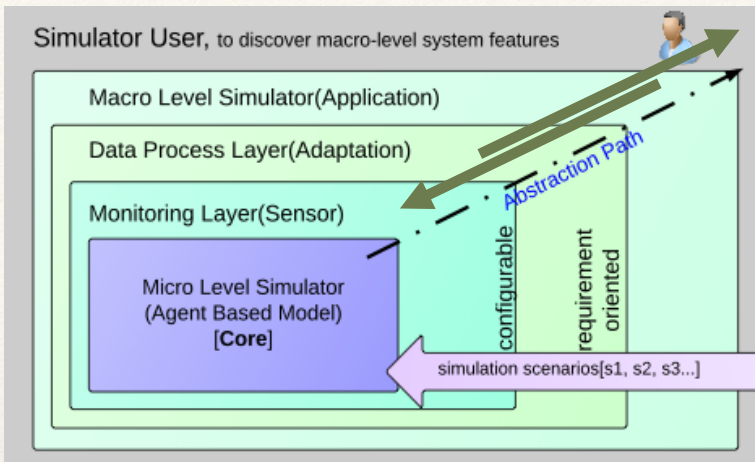 Simulator User, to discover macro-level system features
Macro Level Simulator(Application)
Data Process Layer(Adaptation)
Abstraction Path
Monitoring Layer(Sensor)
configurable
requirement
oriented
Micro Level Simulator
(Agent Based Model)
[Core]
simulation scenarios[s1, s2, s3...]